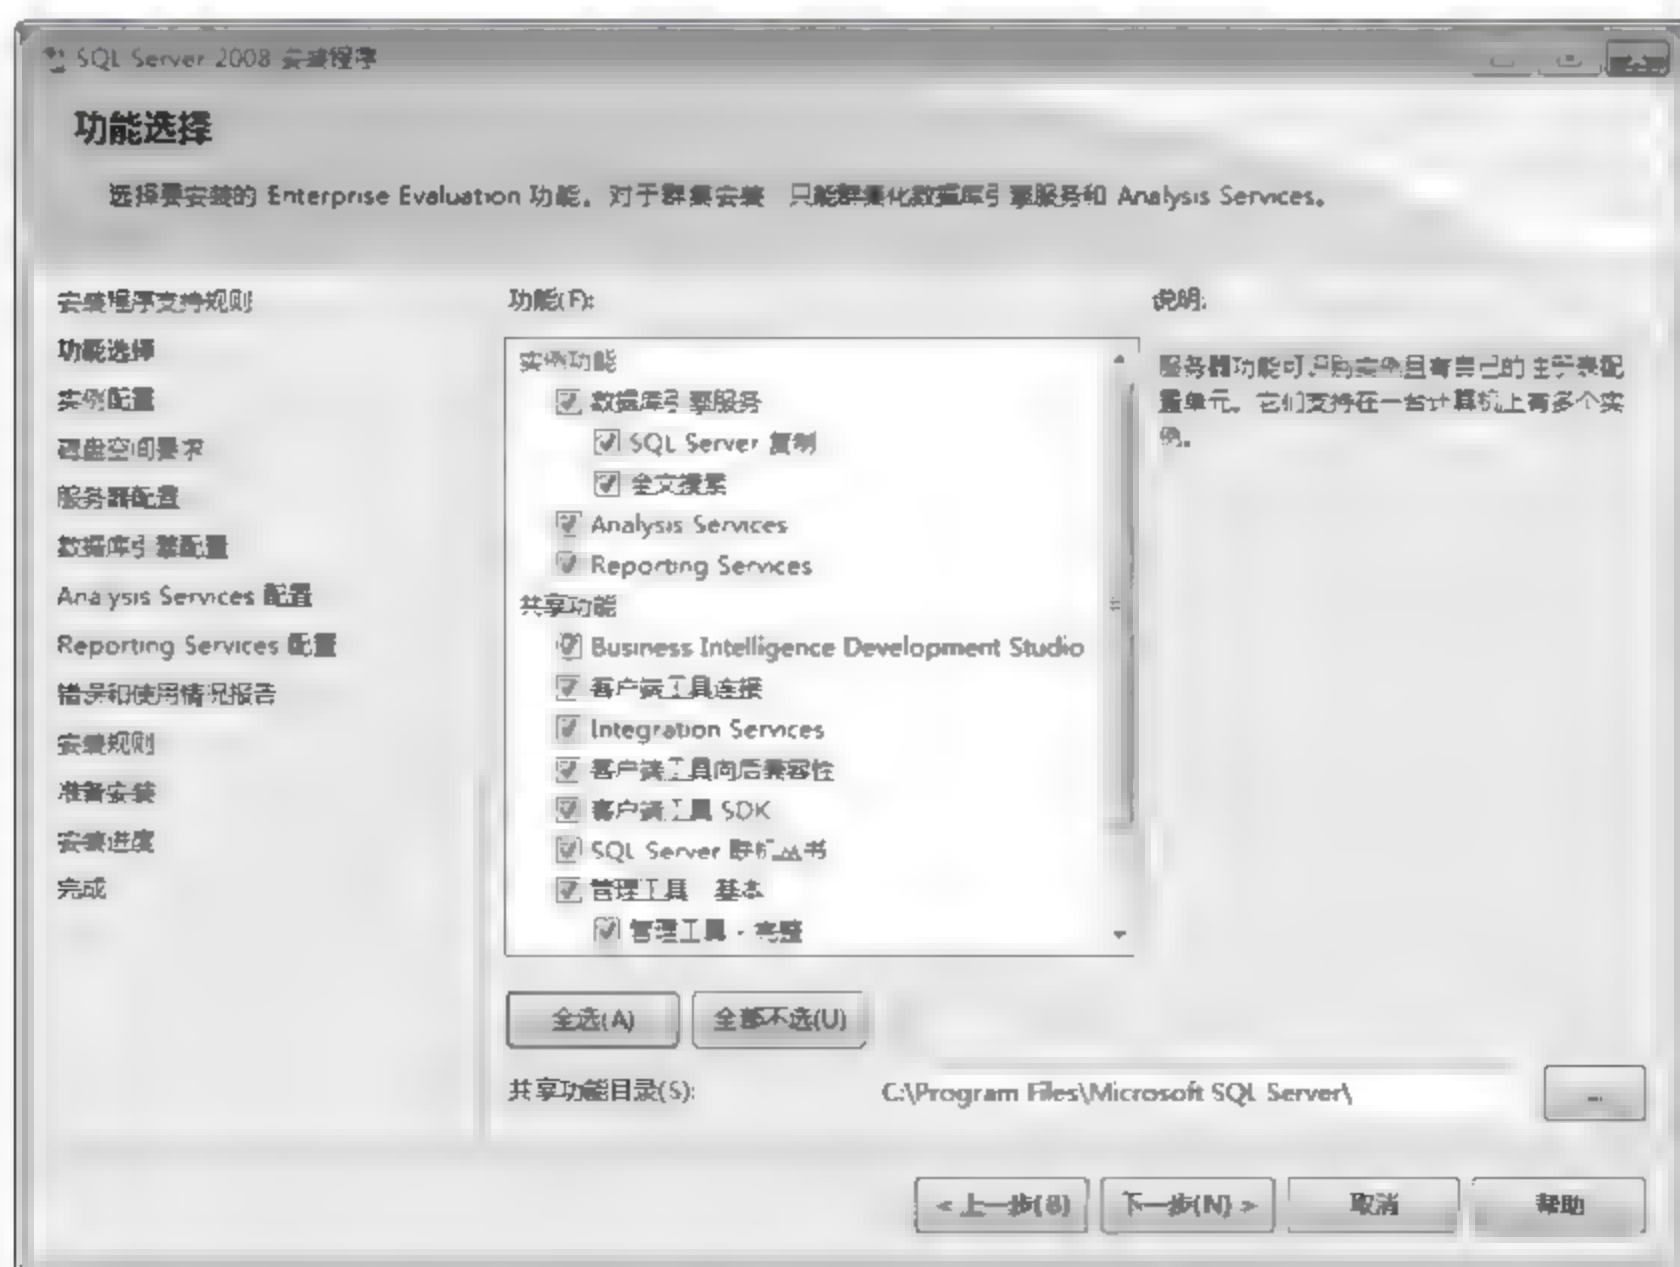 SQL Server 2008 安装程序
功能选择
选择要安装的 Enterprise Evaluation 功能。对于群集安装 只能群集化数据库引擎服务和 Analysis Services。
安装程序支持规则
功能选择
实例配置
磁盘空间要求
服务器配置
数据库引擎配置
Analysis Services 配置
Reporting Services 配置
错误和使用情况报告
安装规则
准备安装
安装进度
完成
功能(F):
实例功能
数据库引擎服务
SQL Server 复制
全文搜索
Analysis Services
Reporting Services
共享功能
Business Intelligence Development Studio
客户端工具连接
Integration Services
客户端工具向后兼容性
客户端工具 SDK
SQL Server 联机丛书
管理工具 基本
管理工具 - 完整
说明:
服务器功能可识别实例且有自己的注册表配
置单元。它们支持在一台计算机上有多个实
例。
全选(A)
全部不选(U)
共享功能目录(S):
C:\Program Files\Microsoft SQL Server\
...
< 上一步(B)
下一步(N) >
取消
帮助